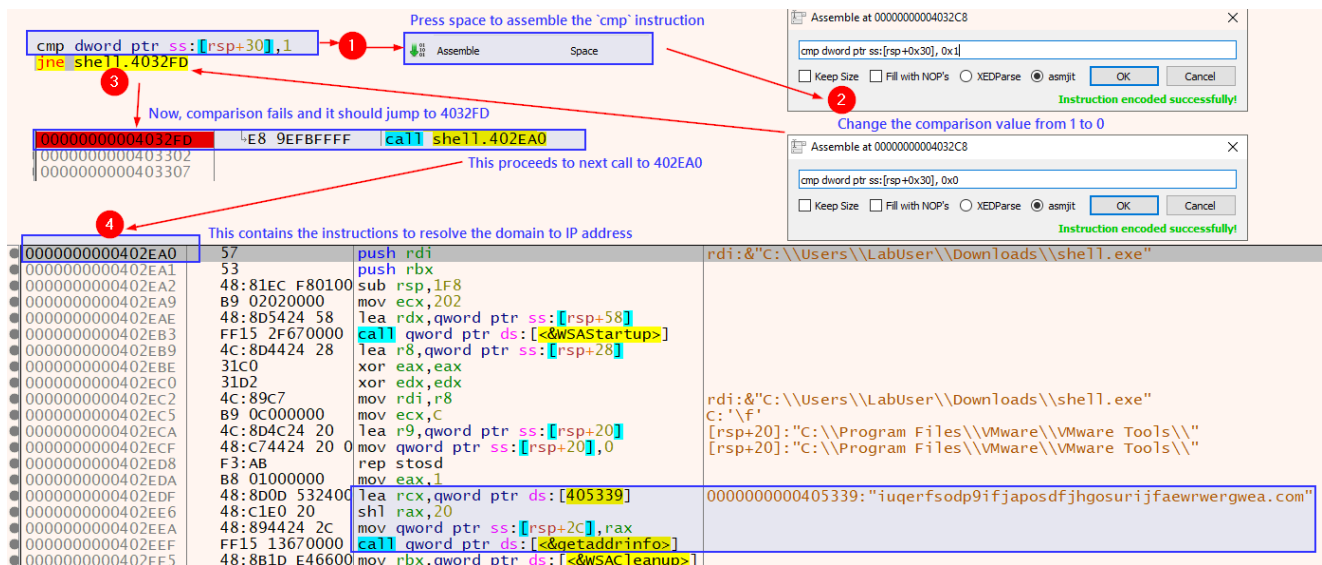 Press space to assemble the `cmp` instruction
cmp dword ptr ss:[rsp+30],1
jne shell.4032FD
1
Assemble Space
Assemble at 00000000004032C8
cmp dword ptr ss:[rsp+0x30], 0x1
Keep Size Fill with NOP's XEDParse asmjit OK Cancel
Instruction encoded successfully!
2
3
Now, comparison fails and it should jump to 4032FD
Change the comparison value from 1 to 0
00000000004032FD E8 9EFBFFFF call shell.402EA0
0000000000403302
0000000000403307
This proceeds to next call to 402EA0
Assemble at 00000000004032C8
cmp dword ptr ss:[rsp+0x30], 0x0
Keep Size Fill with NOP's XEDParse asmjit OK Cancel
Instruction encoded successfully!
4
This contains the instructions to resolve the domain to IP address
0000000000402EA0 57 push rdi rdi:&"C:\\Users\\LabUser\\Downloads\\shell.exe"
0000000000402EA1 53 push rbx
0000000000402EA2 48:81EC F80100 sub rsp,1F8
0000000000402EA9 B9 02020000 mov ecx,202
0000000000402EAE 48:8D5424 58 lea rdx,qword ptr ss:[rsp+58]
0000000000402EB3 FF15 2F670000 call qword ptr ds:[<&WSAStartup>]
0000000000402EB9 4C:8D4424 28 lea r8,qword ptr ss:[rsp+28]
0000000000402EBE 31C0 xor eax,eax
0000000000402EC0 31D2 xor edx,edx
0000000000402EC2 4C:89C7 mov rdi,r8 rdi:&"C:\\Users\\LabUser\\Downloads\\shell.exe"
0000000000402EC5 B9 0C000000 mov ecx,C C:'\f'
0000000000402ECA 4C:8D4C24 20 lea r9,qword ptr ss:[rsp+20] [rsp+20]:"C:\\Program Files\\VMware\\VMware Tools\\"
0000000000402ECF 48:C74424 20 0 mov qword ptr ss:[rsp+20],0 [rsp+20]:"C:\\Program Files\\VMware\\VMware Tools\\"
0000000000402ED8 F3:AB rep stosd
0000000000402EDA B8 01000000 mov eax,1
0000000000402EDF 48:8D0D 532400 lea rcx,qword ptr ds:[405339] 0000000000405339:"iuqerfsodp9ifjaposdfjhgosurijfaewrwergwea.com"
0000000000402EE6 48:C1E0 20 shl rax,20
0000000000402EEA 48:894424 2C mov qword ptr ss:[rsp+2C],rax
0000000000402EEF FF15 13670000 call qword ptr ds:[<&getaddrinfo>]
0000000000402EF5 48:8B1D E46600 mov rbx,qword ptr ds:[<&WSACleanup>]